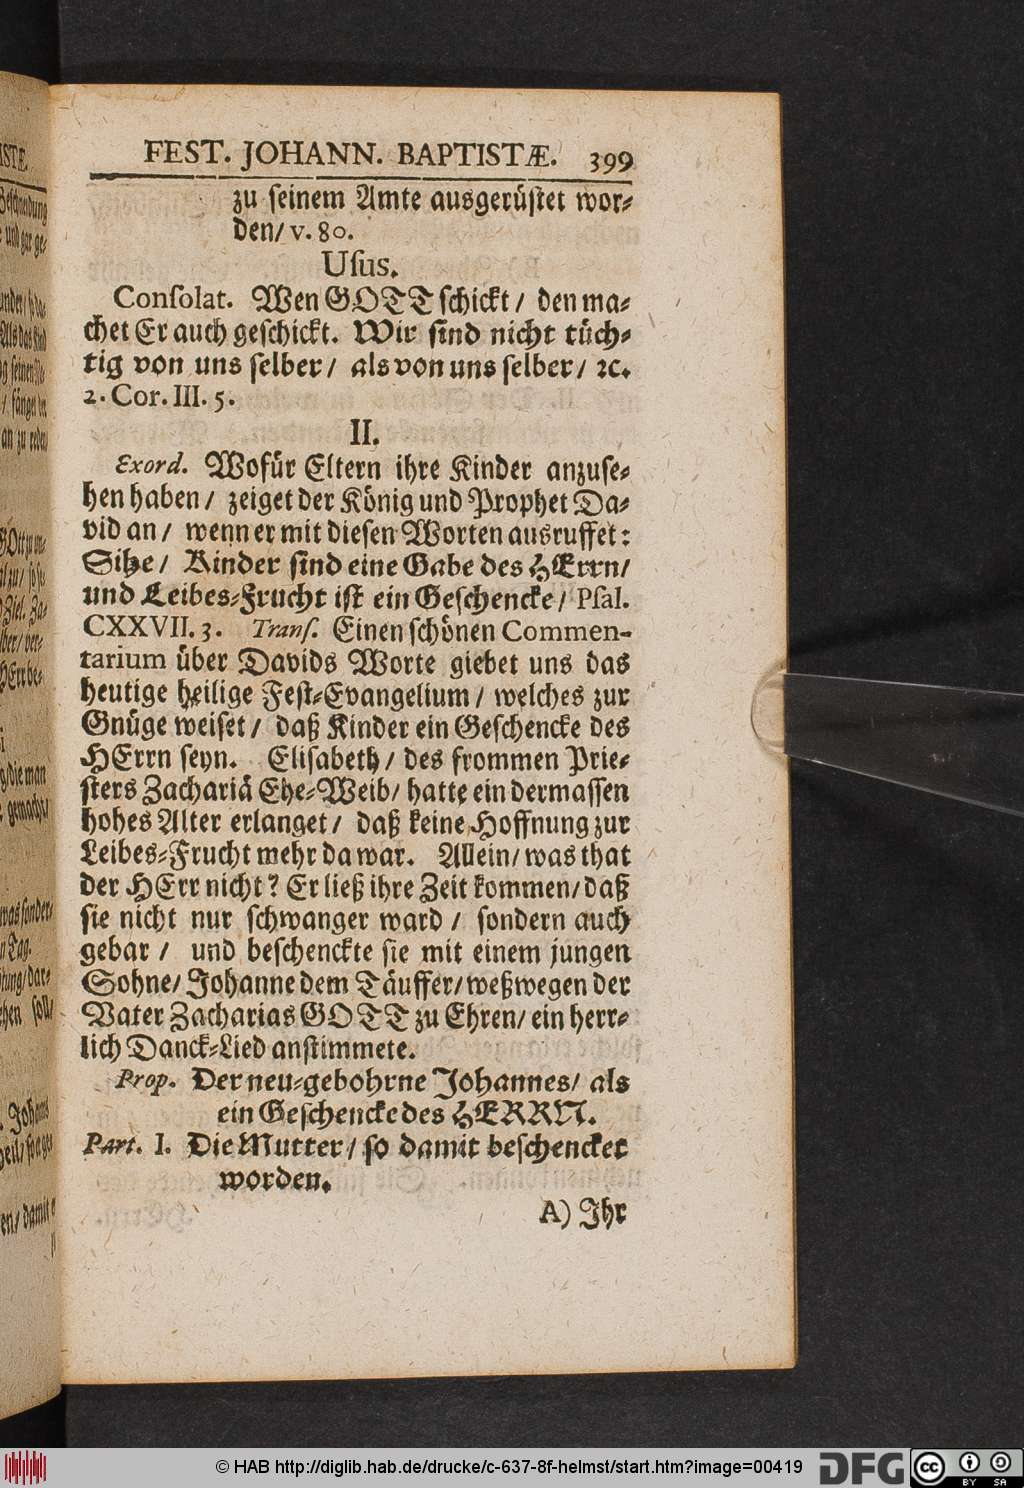 FEST. JOHANN. BAPTISTÆ. 399
zu seinem Amte ausgerüstet wor-
den/ v. 80.
Usus.
Consolat. Wen GOTT schickt / den ma-
chet Er auch geschickt. Wir sind nicht tüch-
tig von uns selber / als von uns selber / ꝛc.
2. Cor. III. 5.
II.
Exord. Wofür Eltern ihre Kinder anzuse-
hen haben / zeiget der König und Prophet Da-
vid an / wenn er mit diesen Worten ausruffet:
Sihe / Kinder sind eine Gabe des HErrn/
und Leibes-Frucht ist ein Geschencke / Psal.
CXXVII. 3. Trans. Einen schönen Commen-
tarium über Davids Worte giebet uns das
heutige heilige Fest-Evangelium / welches zur
Gnüge weiset / daß Kinder ein Geschencke des
HErrn seyn. Elisabeth / des frommen Prie-
sters Zachariä Ehe-Weib / hatte ein dermassen
hohes Alter erlanget / daß keine Hoffnung zur
Leibes-Frucht mehr da war. Allein / was that
der HErr nicht? Er ließ ihre Zeit kommen / daß
sie nicht nur schwanger ward / sondern auch
gebar / und beschenckte sie mit einem jungen
Sohne / Johanne dem Täuffer / weßwegen der
Vater Zacharias GOTT zu Ehren / ein herr-
lich Danck-Lied anstimmete.
Prop. Der neu-gebohrne Johannes / als
ein Geschencke des HERRN.
Part. I. Die Mutter / so damit beschencket
worden.
A) Ihr
© HAB http://diglib.hab.de/drucke/c-637-8f-helmst/start.htm?image=00419
DFG
cc
BY SA